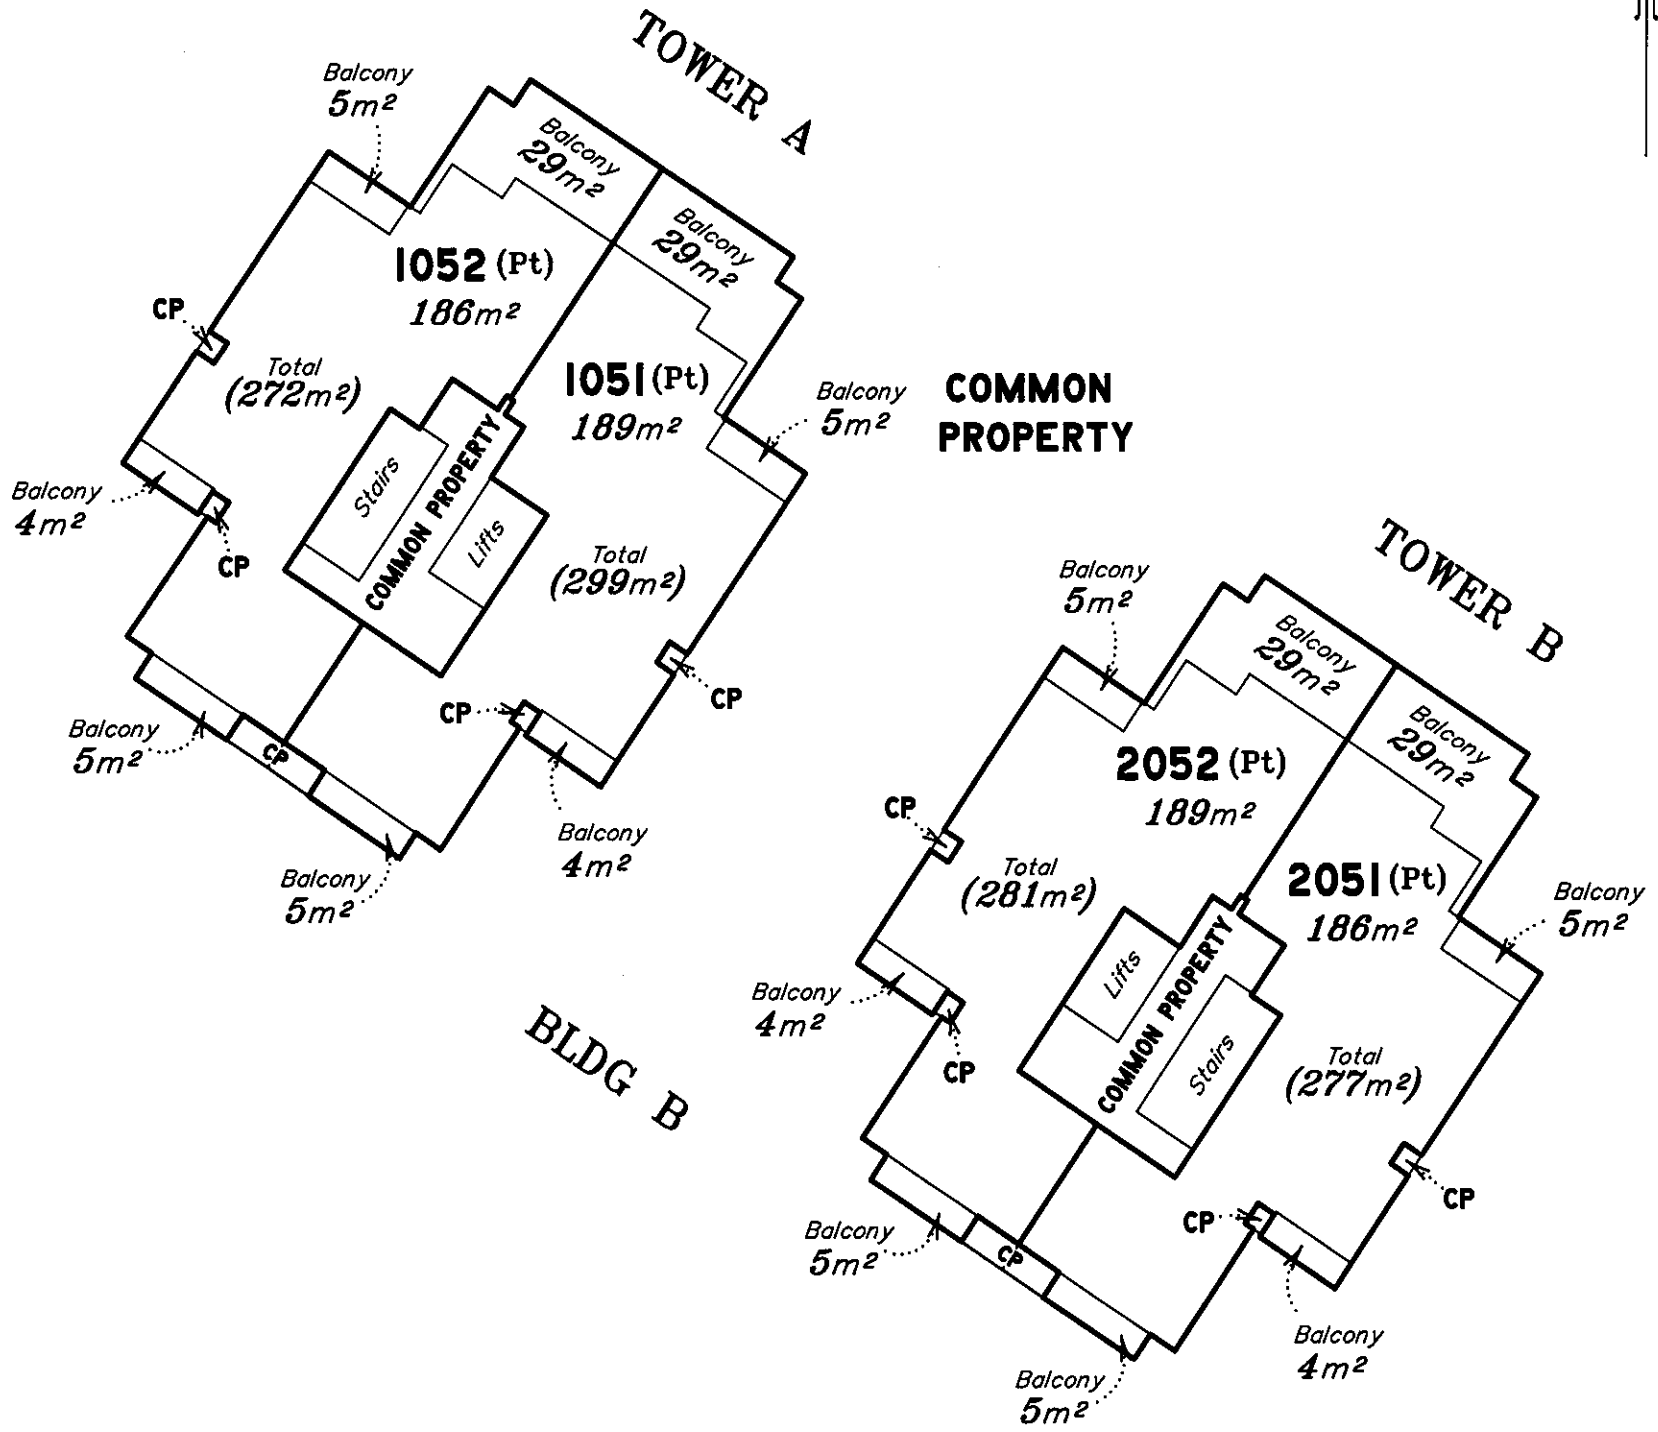 TOWER A
Balcony
5m²
Balcony
29m²
Balcony
29m²
1052 (Pt)
186m²
CP
Total
(272m²)
1051 (Pt)
189m²
Balcony
5m²
COMMON
PROPERTY
Stairs
COMMON PROPERTY
Lifts
Balcony
4m²
CP
Total
(299m²)
CP
CP
Balcony
5m²
CP
Balcony
4m²
Balcony
5m²
TOWER B
Balcony
5m²
Balcony
29m²
Balcony
29m²
2052 (Pt)
189m²
CP
Total
(281m²)
2051 (Pt)
186m²
Balcony
5m²
Lifts
COMMON PROPERTY
Stairs
Balcony
4m²
CP
Total
(277m²)
BLDG B
CP
CP
Balcony
5m²
CP
Balcony
4m²
Balcony
5m²